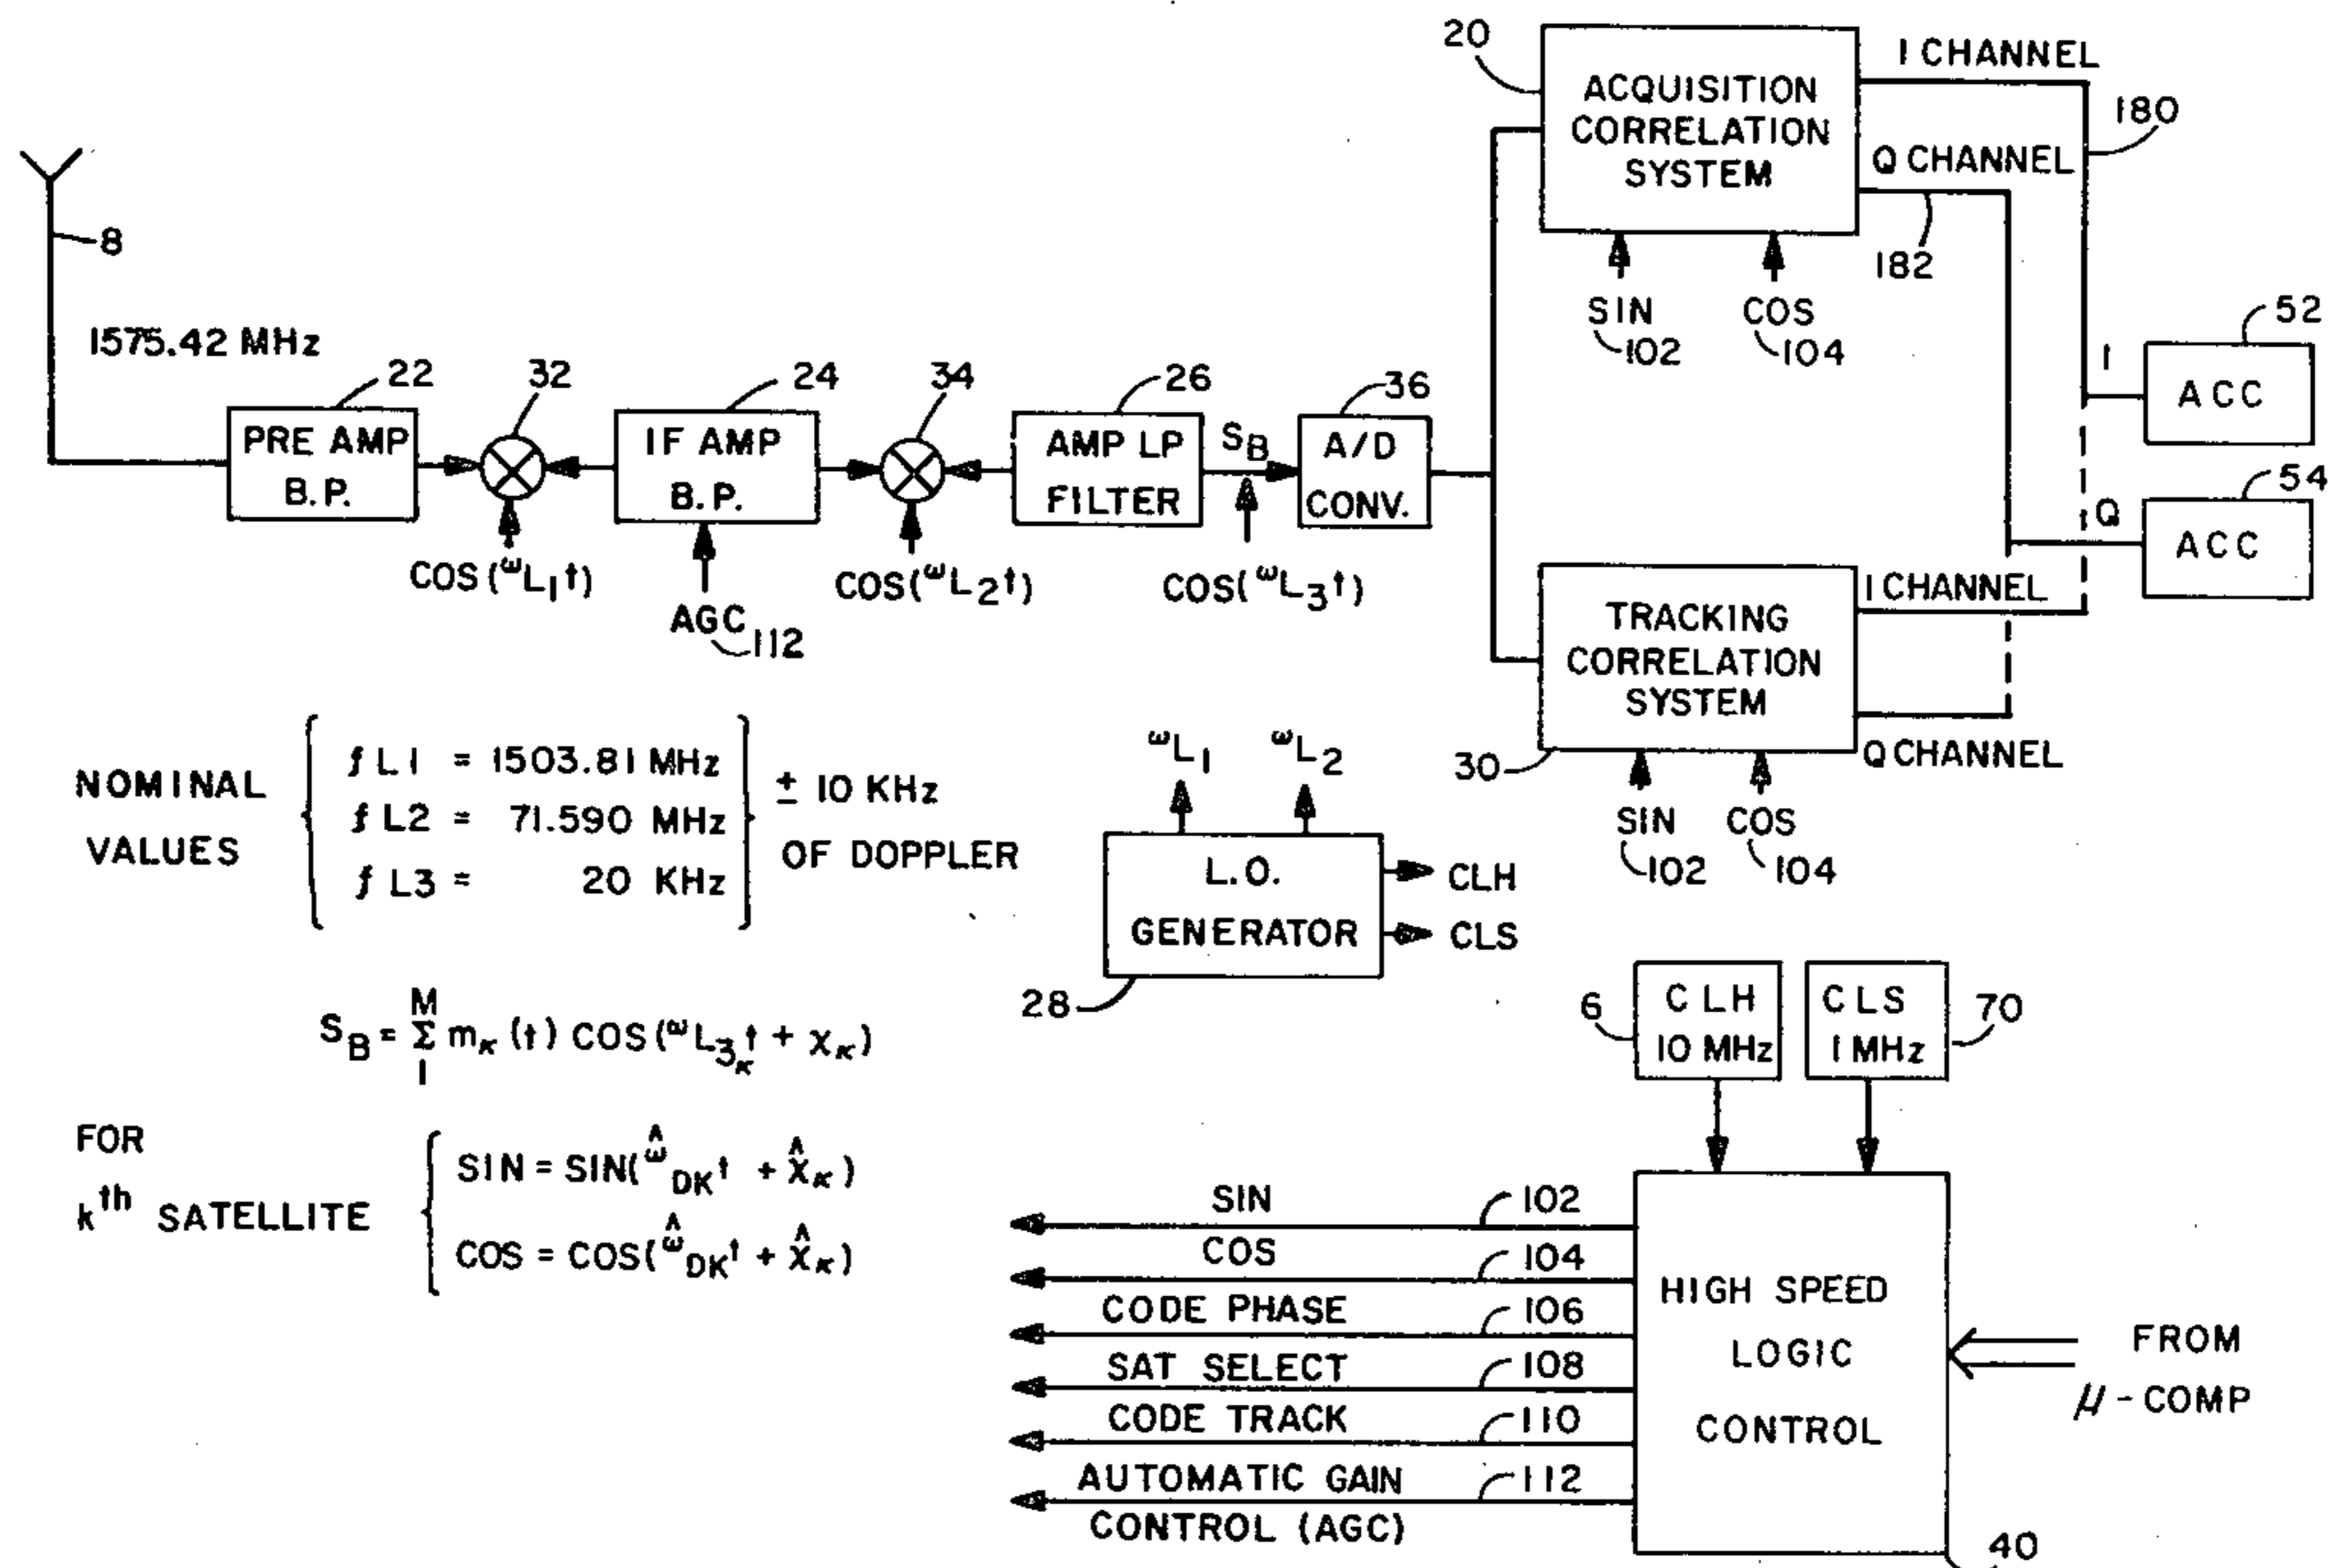 20
ACQUISITION
CORRELATION
SYSTEM
I CHANNEL
180
Q CHANNEL
182
SIN
102
COS
104
8
1575.42 MHz
22
PRE AMP
B.P.
32
COS(ωL1t)
24
IF AMP
B.P.
AGC
112
34
COS(ωL2t)
26
AMP LP
FILTER
SB
COS(ωL3t)
36
A/D
CONV.
I
52
ACC
Q
54
ACC
TRACKING
CORRELATION
SYSTEM
I CHANNEL
Q CHANNEL
30
SIN
102
COS
104
NOMINAL
VALUES
fL1 = 1503.81 MHz
fL2 = 71.590 MHz
fL3 = 20 KHz
± 10 KHz
OF DOPPLER
ωL1
ωL2
L.O.
GENERATOR
CLH
CLS
28
SB = Σ M 1 mκ(t) COS(ωL3κt + χκ)
FOR
kth SATELLITE
SIN = SIN(ω̂DKt + χ̂κ)
COS = COS(ω̂DKt + χ̂κ)
6
CLH
10 MHz
CLS
1 MHz
70
SIN
102
COS
104
CODE PHASE
106
SAT SELECT
108
CODE TRACK
110
AUTOMATIC GAIN
CONTROL (AGC)
112
HIGH SPEED
LOGIC
CONTROL
FROM
μ-COMP
40